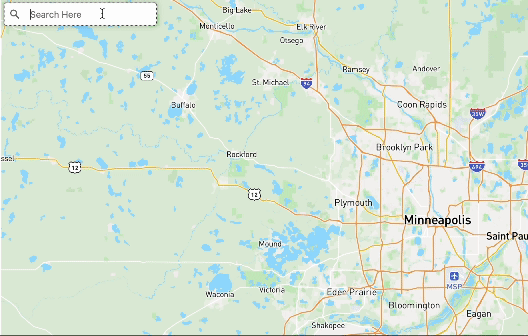 Search Here
Big Lake
Monticello
Elk River
Otsego
Ramsey
Andover
55
St. Michael
94
Buffalo
Coon Rapids
35W
Brooklyn Park
Rockford
12
694
12
Plymouth
Minneapolis
Saint Pau
Mound
MSP
Waconia
Victoria
Eden Prairie
Bloomington
Shakopee
Eagan